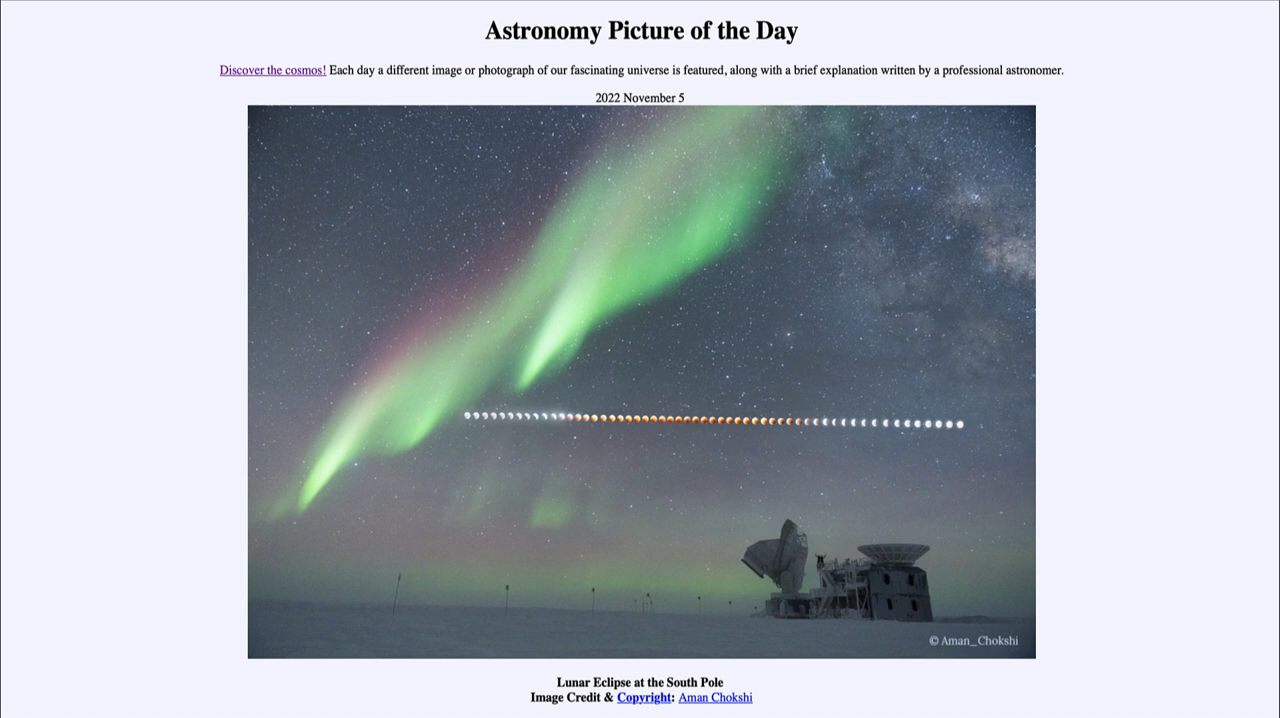 Astronomy Picture of the Day
Discover the cosmos! Each day a different image or photograph of our fascinating universe is featured, along with a brief explanation written by a professional astronomer.
2022 November 5
© Aman_Chokshi
Lunar Eclipse at the South Pole
Image Credit & Copyright: Aman Chokshi